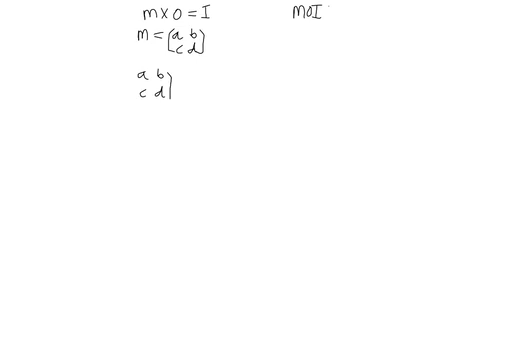 m x 0 = I
MOI
m = [a b
c d]
a b
c d]